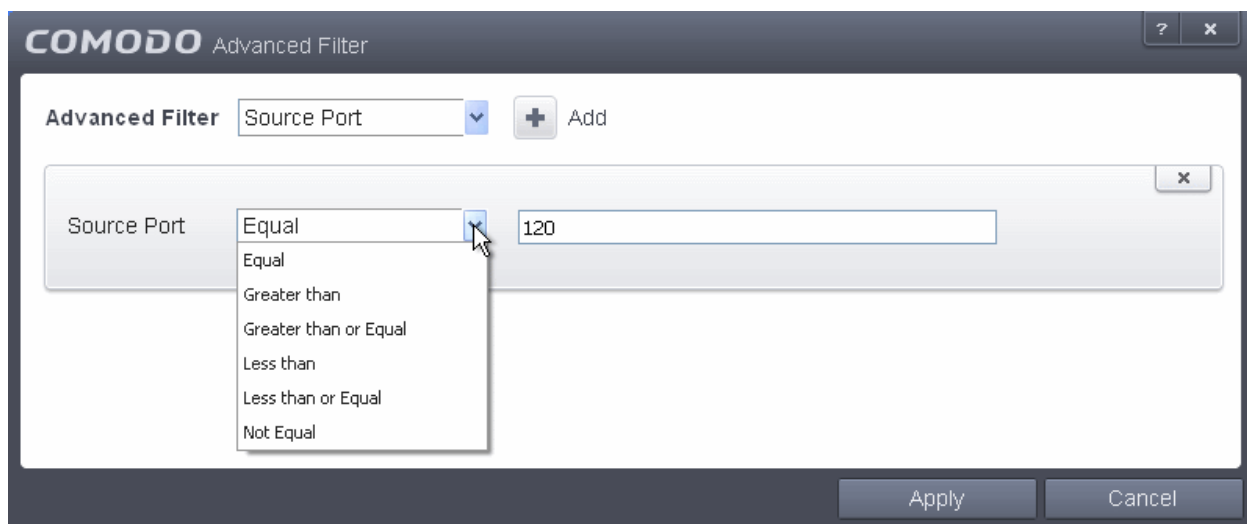 COMODO Advanced Filter ? x
Advanced Filter Source Port + Add
x
Source Port Equal 120
Equal
Greater than
Greater than or Equal
Less than
Less than or Equal
Not Equal
Apply Cancel